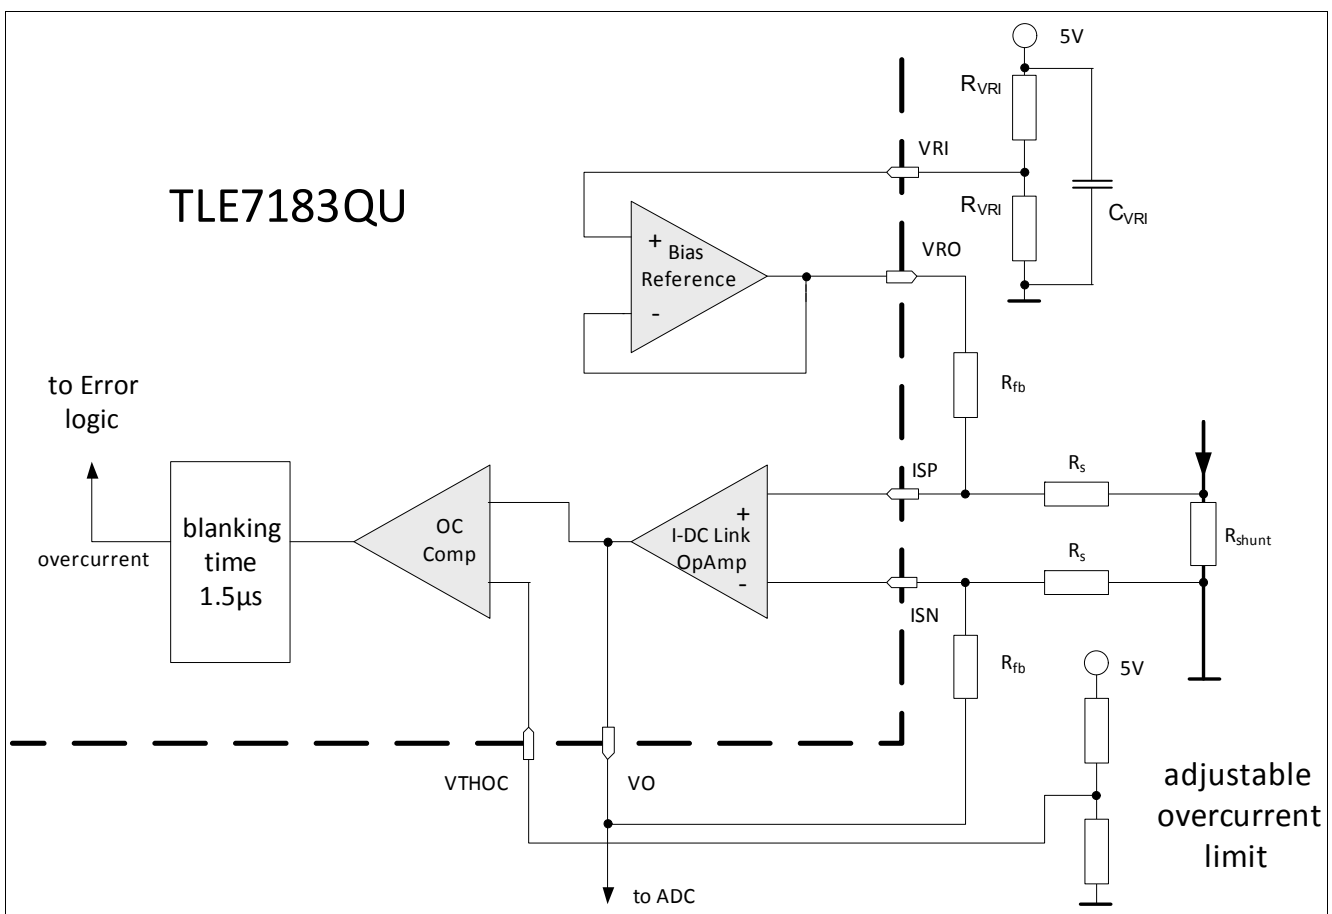 5V
RVRI
VRI
TLE7183QU
RVRI
CVRI
+
Bias
Reference
-
VRO
to Error
logic
Rfb
ISP
Rs
OC
Comp
+
I-DC Link
OpAmp
-
blanking
time
1.5µs
overcurrent
Rshunt
Rs
ISN
Rfb
5V
VTHOC
VO
adjustable
overcurrent
limit
to ADC